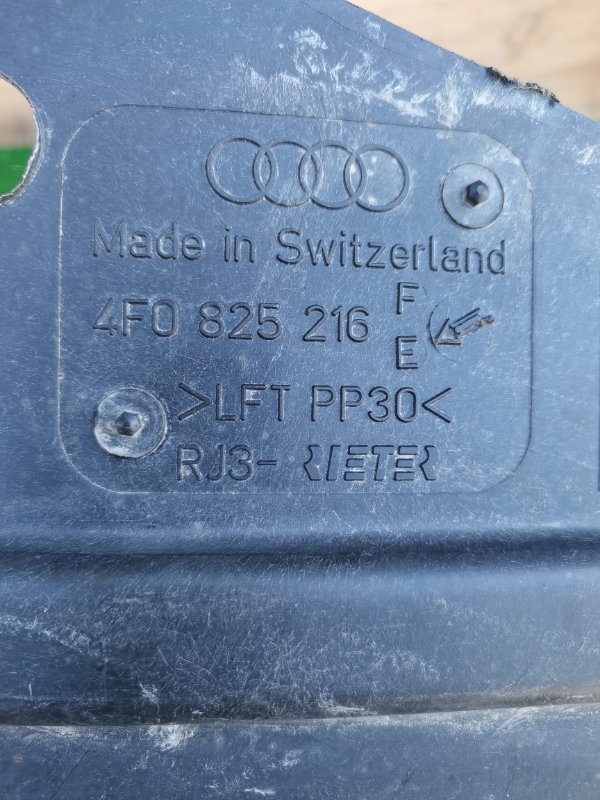 Made in Switzerland
4F0 825 216 F
E
>LFT PP30<
RJ3- RIETER